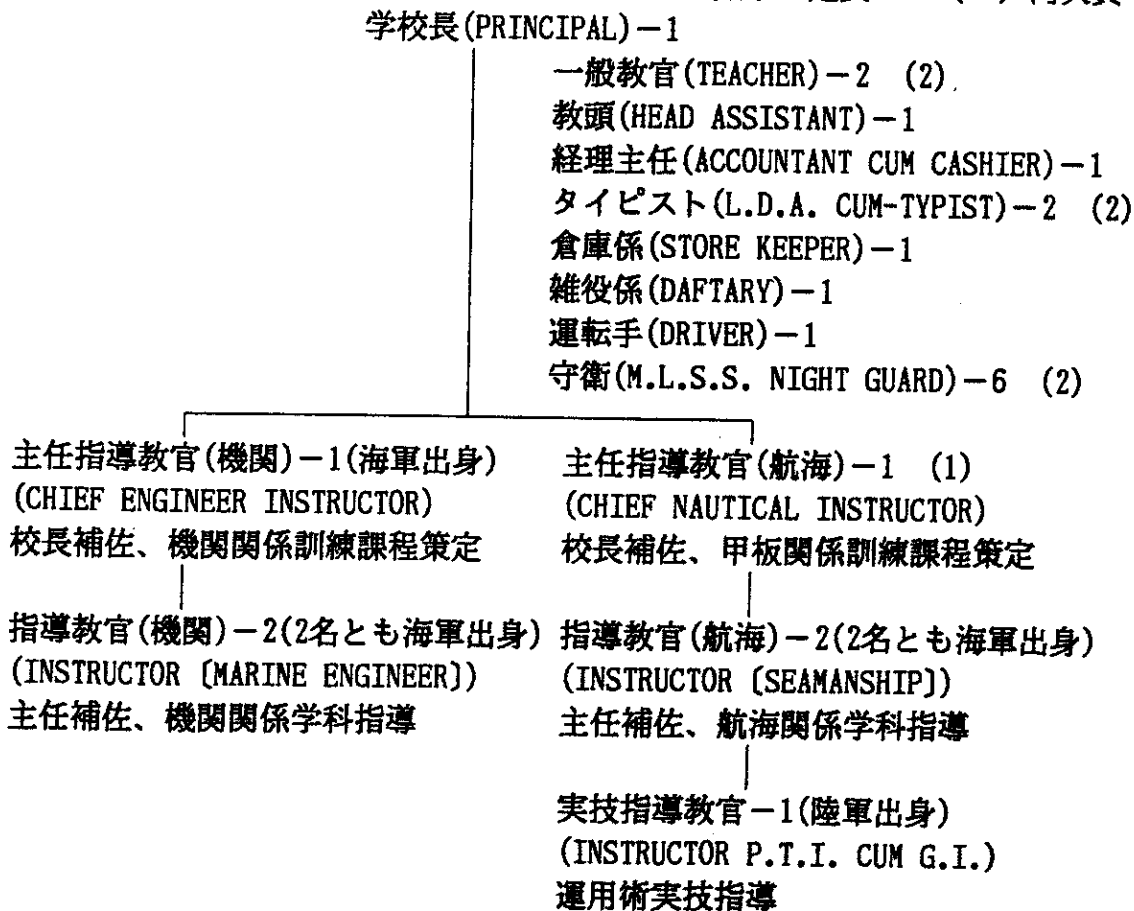 学校長(PRINCIPAL)－1
一般教官(TEACHER)－2 (2)
教頭(HEAD ASSISTANT)－1
経理主任(ACCOUNTANT CUM CASHIER)－1
タイピスト(L.D.A. CUM-TYPIST)－2 (2)
倉庫係(STORE KEEPER)－1
雑役係(DAFTARY)－1
運転手(DRIVER)－1
守衛(M.L.S.S. NIGHT GUARD)－6 (2)
主任指導教官(機関)－1(海軍出身)
(CHIEF ENGINEER INSTRUCTOR)
校長補佐、機関関係訓練課程策定
指導教官(機関)－2(2名とも海軍出身)
(INSTRUCTOR〔MARINE ENGINEER〕)
主任補佐、機関関係学科指導
主任指導教官(航海)－1 (1)
(CHIEF NAUTICAL INSTRUCTOR)
校長補佐、甲板関係訓練課程策定
指導教官(航海)－2(2名とも海軍出身)
(INSTRUCTOR〔SEAMANSHIP〕)
主任補佐、航海関係学科指導
実技指導教官－1(陸軍出身)
(INSTRUCTOR P.T.I. CUM G.I.)
運用術実技指導